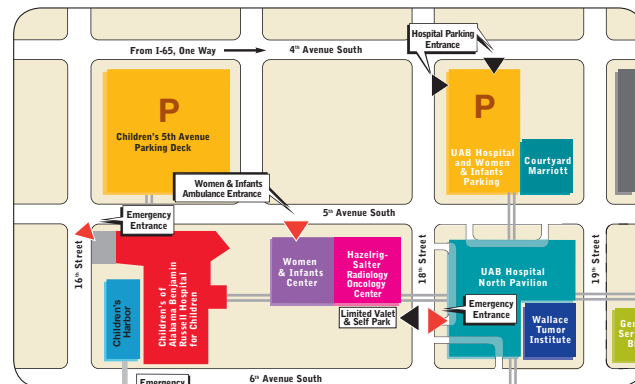 Hospital Parking
Entrance
From I-65, One Way
4th Avenue South
P
Children's 5th Avenue
Parking Deck
P
UAB Hospital
and Women
& Infants
Parking
Courtyard
Marriott
Women & Infants
Ambulance Entrance
5th Avenue South
Emergency
Entrance
16th Street
Children's
Harbor
Children's of
Alabama Benjamin
Russell Hospital
for Children
Women
& Infants
Center
Hazelrig-
Salter
Radiology
Oncology
Center
18th Street
UAB Hospital
North Pavilion
19th Street
Limited Valet
& Self Park
Emergency
Entrance
Wallace
Tumor
Institute
Ger
Ser
B
Emergency
6th Avenue South